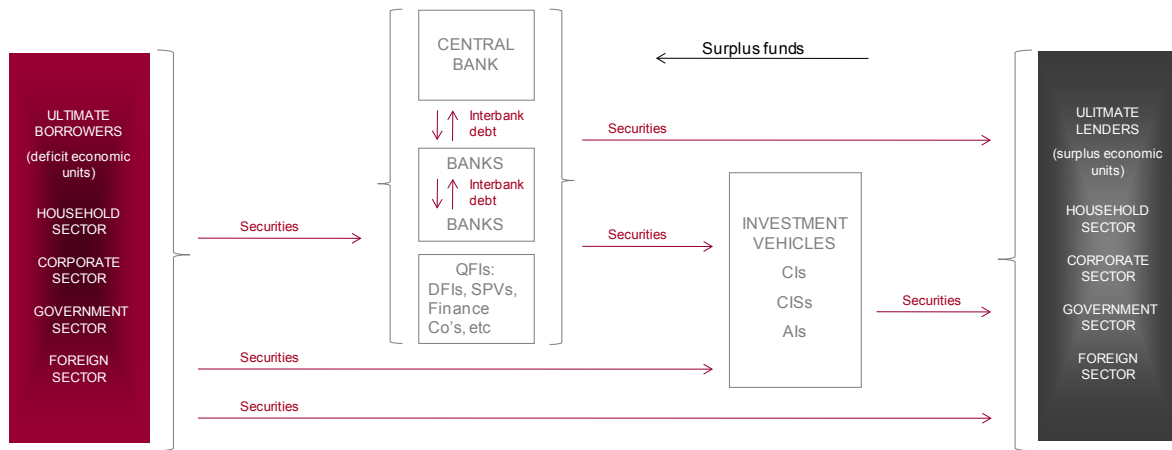 ULTIMATE
BORROWERS
(deficit economic
units)
HOUSEHOLD
SECTOR
CORPORATE
SECTOR
GOVERNMENT
SECTOR
FOREIGN
SECTOR
Securities
Securities
Securities
CENTRAL
BANK
Interbank
debt
BANKS
Interbank
debt
BANKS
QFIs:
DFIs, SPVs,
Finance
Co's, etc
Surplus funds
Securities
Securities
INVESTMENT
VEHICLES
CIs
CISs
AIs
Securities
ULITMATE
LENDERS
(surplus economic
units)
HOUSEHOLD
SECTOR
CORPORATE
SECTOR
GOVERNMENT
SECTOR
FOREIGN
SECTOR